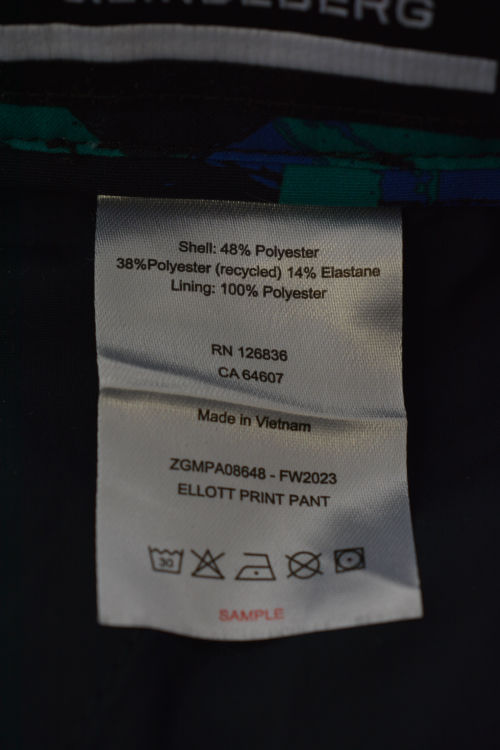 Shell: 48% Polyester
38%Polyester (recycled) 14% Elastane
Lining: 100% Polyester
RN 126836
CA 64607
Made in Vietnam
ZGMPA08648 - FW2023
ELLOTT PRINT PANT
30
SAMPLE